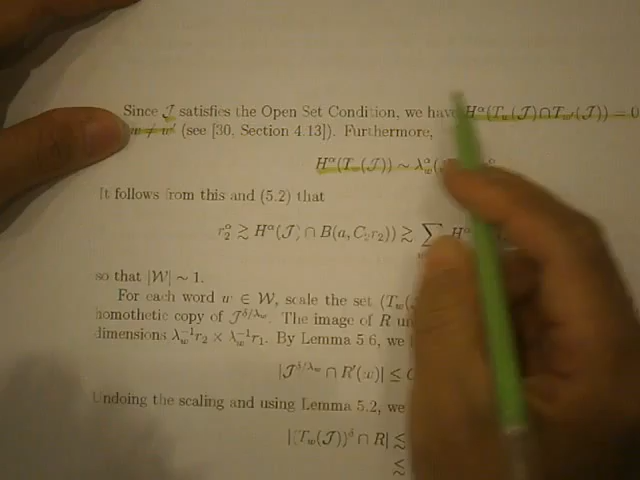 Since 𝒥 satisfies the Open Set Condition, we have H^α(T_w(𝒥)∩T_w'(𝒥)) = 0
w ≠ w' (see [30, Section 4.13]). Furthermore,
H^α(T_w(𝒥)) ∼ λ_w^α
It follows from this and (5.2) that
r_2^α ≳ H^α(𝒥 ∩ B(a, C_2r_2)) ≳ ∑ H^α
so that |𝒲| ∼ 1.
For each word w ∈ 𝒲, scale the set (T_w(𝒥
homothetic copy of 𝒥^{δ/λ_w}. The image of R
dimensions λ_w^{-1}r_2 × λ_w^{-1}r_1. By Lemma 5.6, we
|𝒥^{δ/λ_w} ∩ R'(w)| ≤
Undoing the scaling and using Lemma 5.2, we
|(T_w(𝒥))^δ ∩ R| ≲
≲